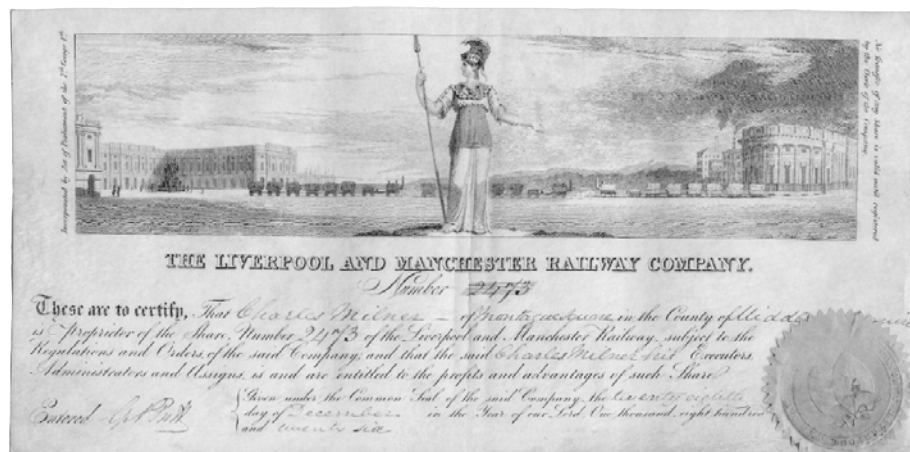 Incorporated by Act of Parliament of the 7th George 4th
No transfer of any Share is valid until registered
by the Clerk of the Company
THE LIVERPOOL AND MANCHESTER RAILWAY COMPANY.
Number 2473
These are to certify, That Charles Milner of Montague Square in the County of
is Proprietor of the Share, Number 2473 of the Liverpool and Manchester Railway, subject to the
Regulations and Orders, of the said Company; and that the said Charles Milner his Executors,
Administrators and Assigns, is and are entitled to the profits and advantages of such Share
Given under the Common Seal of the said Company, the twenty eighth
Entered
day of December in the Year of our Lord, One thousand, eight hundred
and twenty six